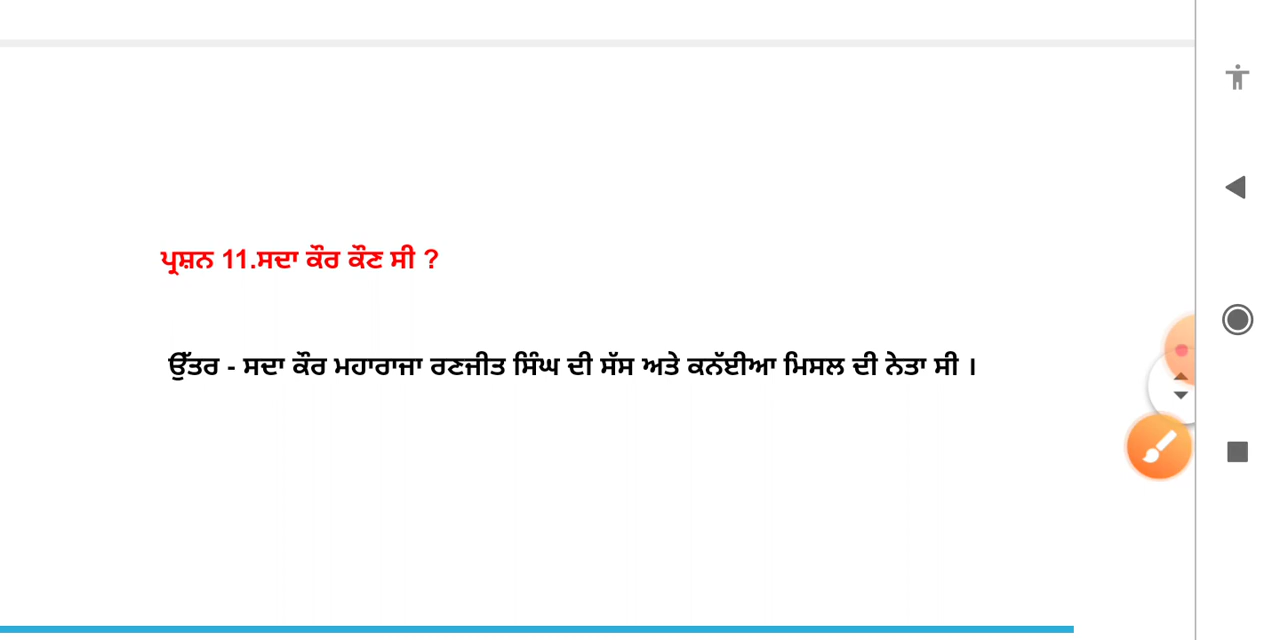 ਪ੍ਰਸ਼ਨ 11.ਸਦਾ ਕੌਰ ਕੌਣ ਸੀ ?
ਉੱਤਰ - ਸਦਾ ਕੌਰ ਮਹਾਰਾਜਾ ਰਣਜੀਤ ਸਿੰਘ ਦੀ ਸੱਸ ਅਤੇ ਕਨੱਈਆ ਮਿਸਲ ਦੀ ਨੇਤਾ ਸੀ ।